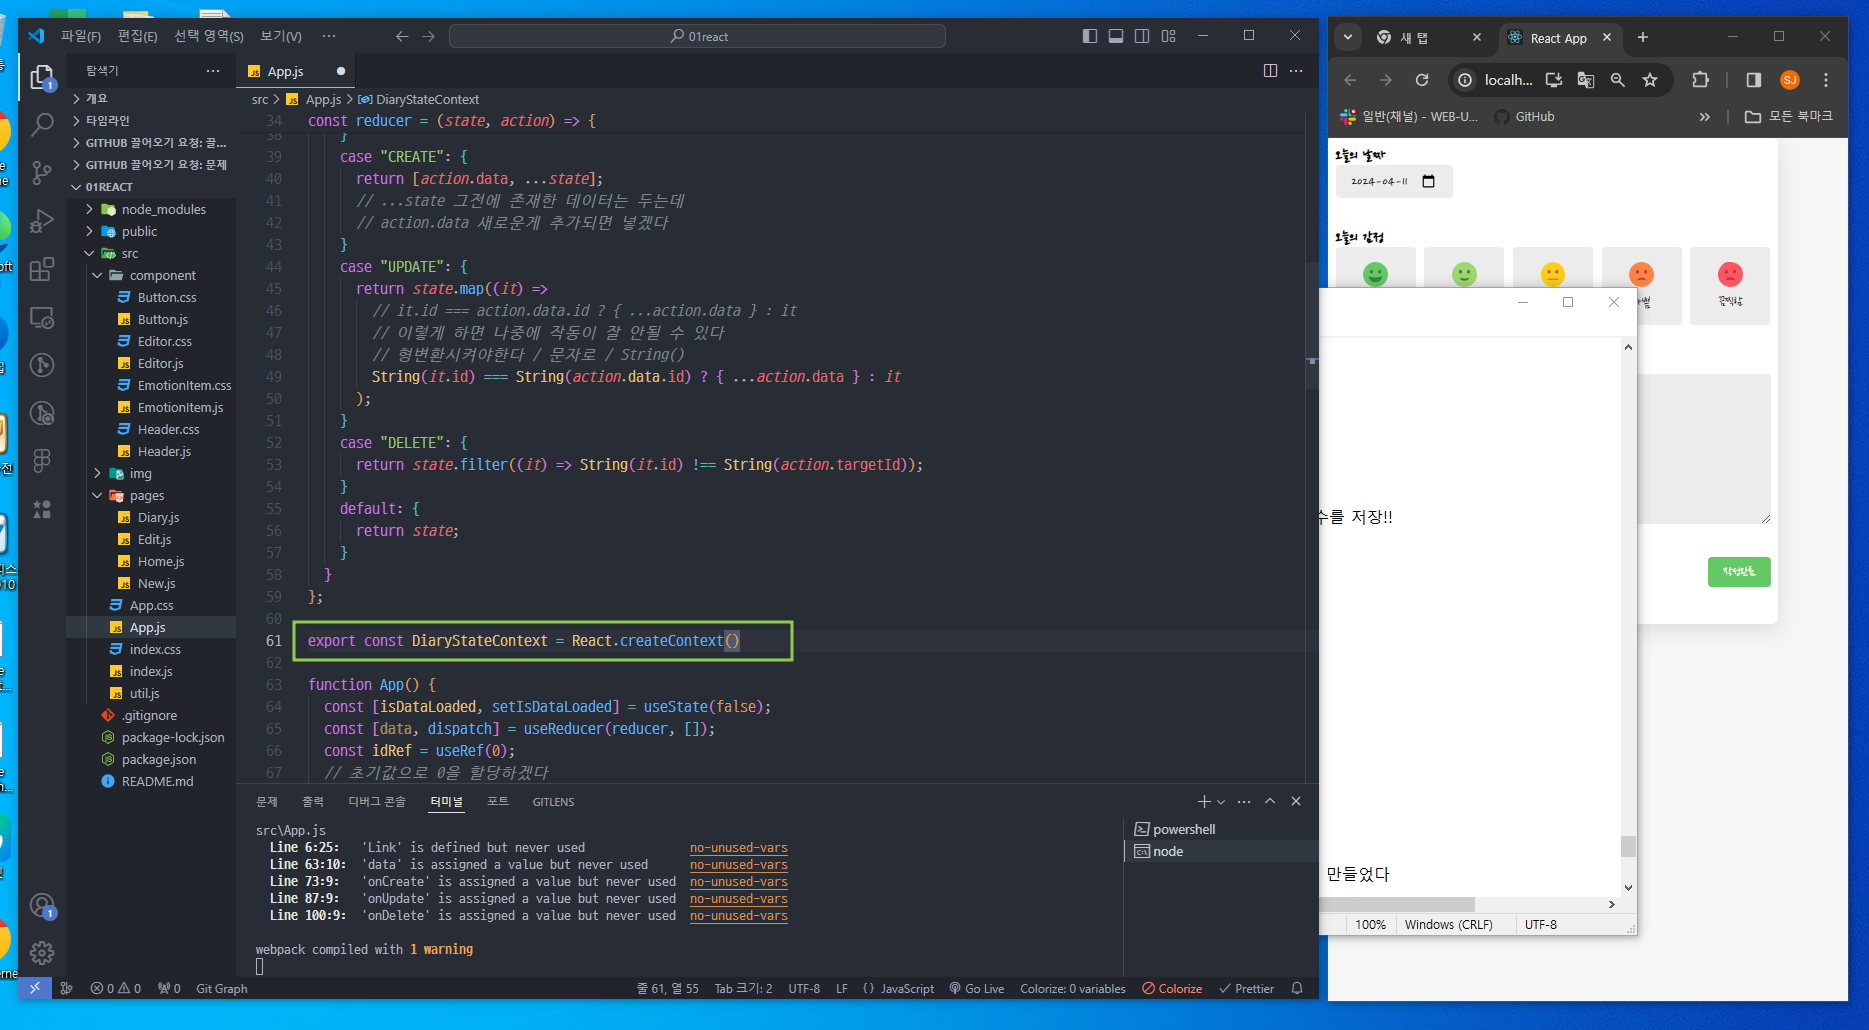 파일(F) 편집(E) 선택 영역(S) 보기(V) ··· 01react
탐색기 ···
개요
타임라인
GITHUB 끌어오기 요청: 끌...
GITHUB 끌어오기 요청: 문제
01REACT
node_modules
public
src
component
Button.css
Button.js
Editor.css
Editor.js
EmotionItem.css
EmotionItem.js
Header.css
Header.js
img
pages
Diary.js
Edit.js
Home.js
New.js
App.css
App.js
index.css
index.js
util.js
.gitignore
package-lock.json
package.json
README.md
1
1
JS App.js
src > JS App.js > DiaryStateContext
34 const reducer = (state, action) => {
38 }
39 case "CREATE": {
40 return [action.data, ...state];
41 // ...state 그전에 존재한 데이터는 두는데
42 // action.data 새로운게 추가되면 넣겠다
43 }
44 case "UPDATE": {
45 return state.map((it) =>
46 // it.id === action.data.id ? { ...action.data } : it
47 // 이렇게 하면 나중에 작동이 잘 안될 수 있다
48 // 형변환시켜야한다 / 문자로 / String()
49 String(it.id) === String(action.data.id) ? { ...action.data } : it
50 );
51 }
52 case "DELETE": {
53 return state.filter((it) => String(it.id) !== String(action.targetId));
54 }
55 default: {
56 return state;
57 }
58 }
59 };
60
61 export const DiaryStateContext = React.createContext()
62
63 function App() {
64 const [isDataLoaded, setIsDataLoaded] = useState(false);
65 const [data, dispatch] = useReducer(reducer, []);
66 const idRef = useRef(0);
67 // 초기값으로 0을 할당하겠다
문제 출력 디버그 콘솔 터미널 포트 GITLENS
src\App.js
Line 6:25: 'Link' is defined but never used no-unused-vars
Line 63:10: 'data' is assigned a value but never used no-unused-vars
Line 73:9: 'onCreate' is assigned a value but never used no-unused-vars
Line 87:9: 'onUpdate' is assigned a value but never used no-unused-vars
Line 100:9: 'onDelete' is assigned a value but never used no-unused-vars
webpack compiled with 1 warning
powershell
node
0 0 0 Git Graph 줄 61, 열 55 Tab 크기: 2 UTF-8 LF {} JavaScript Go Live Colorize: 0 variables Colorize Prettier
새 탭 React App
localh... SJ
일반(채널) - WEB-U... GitHub » 모든 북마크
오늘의 날짜
2024-04-11
오늘의 감정
끔찍함
수를 저장!!
작성완료
만들었다
100% Windows (CRLF) UTF-8